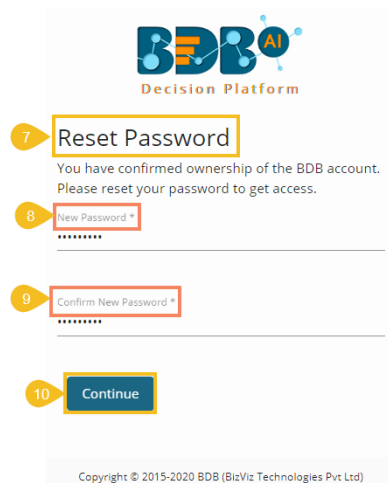 BDB AI
Decision Platform
7 Reset Password
You have confirmed ownership of the BDB account.
Please reset your password to get access.
8 New Password *
•••••••••
9 Confirm New Password *
•••••••••
10 Continue
Copyright © 2015-2020 BDB (BizViz Technologies Pvt Ltd)